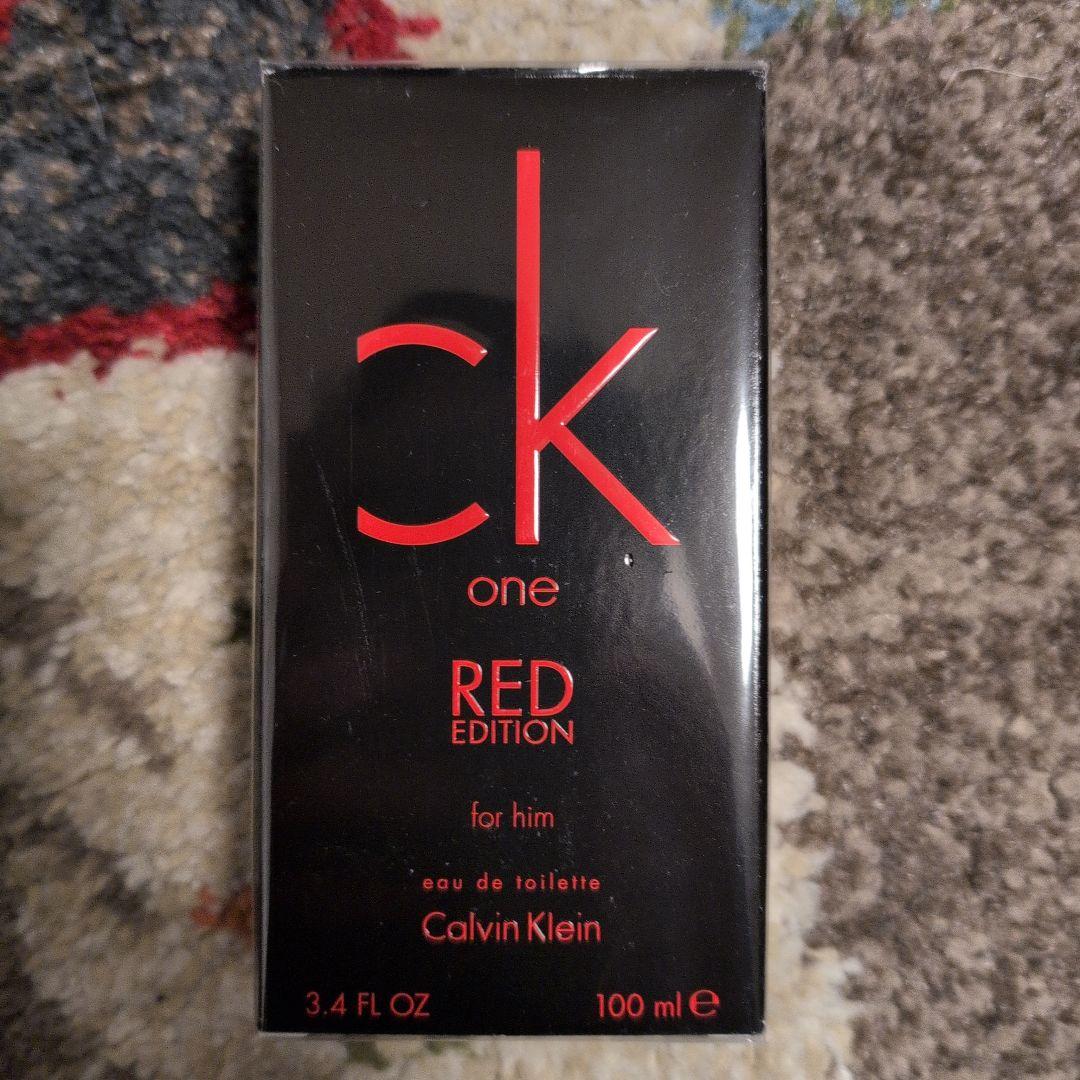 ck
one
RED
EDITION
for him
eau de toilette
Calvin Klein
3.4 FL OZ 100 ml ℮